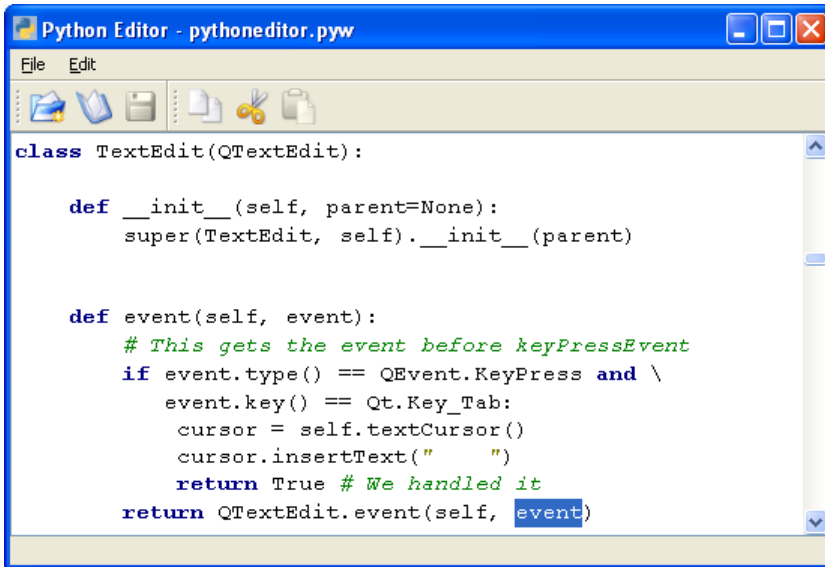 Python Editor - pythoneditor.pyw
File Edit
class TextEdit(QTextEdit):
    def __init__(self, parent=None):
        super(TextEdit, self).__init__(parent)
    def event(self, event):
        # This gets the event before keyPressEvent
        if event.type() == QEvent.KeyPress and \
           event.key() == Qt.Key_Tab:
            cursor = self.textCursor()
            cursor.insertText("    ")
            return True # We handled it
        return QTextEdit.event(self, event)